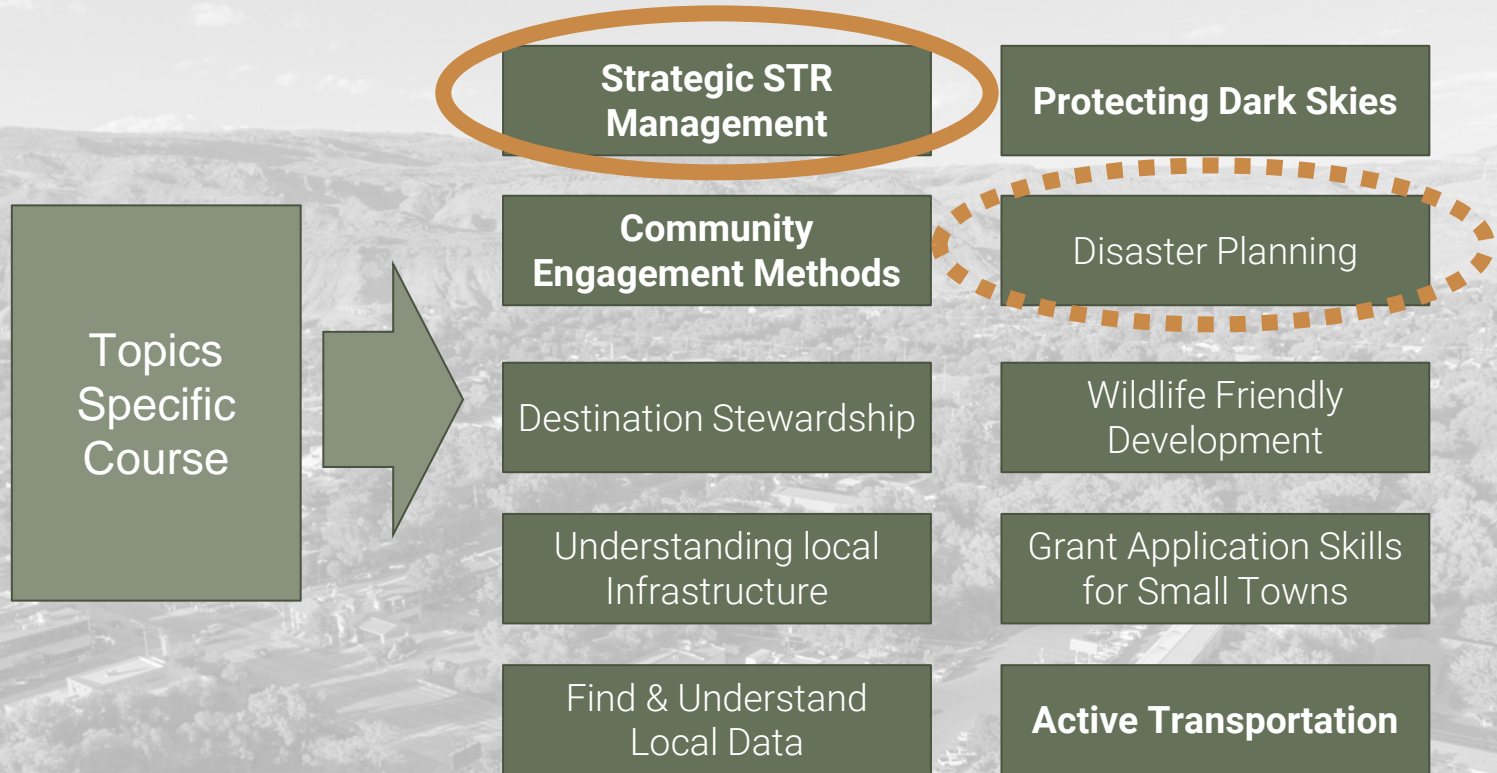 Topics
Specific
Course
Strategic STR
Management
Protecting Dark Skies
Community
Engagement Methods
Disaster Planning
Destination Stewardship
Wildlife Friendly
Development
Understanding local
Infrastructure
Grant Application Skills
for Small Towns
Find & Understand
Local Data
Active Transportation